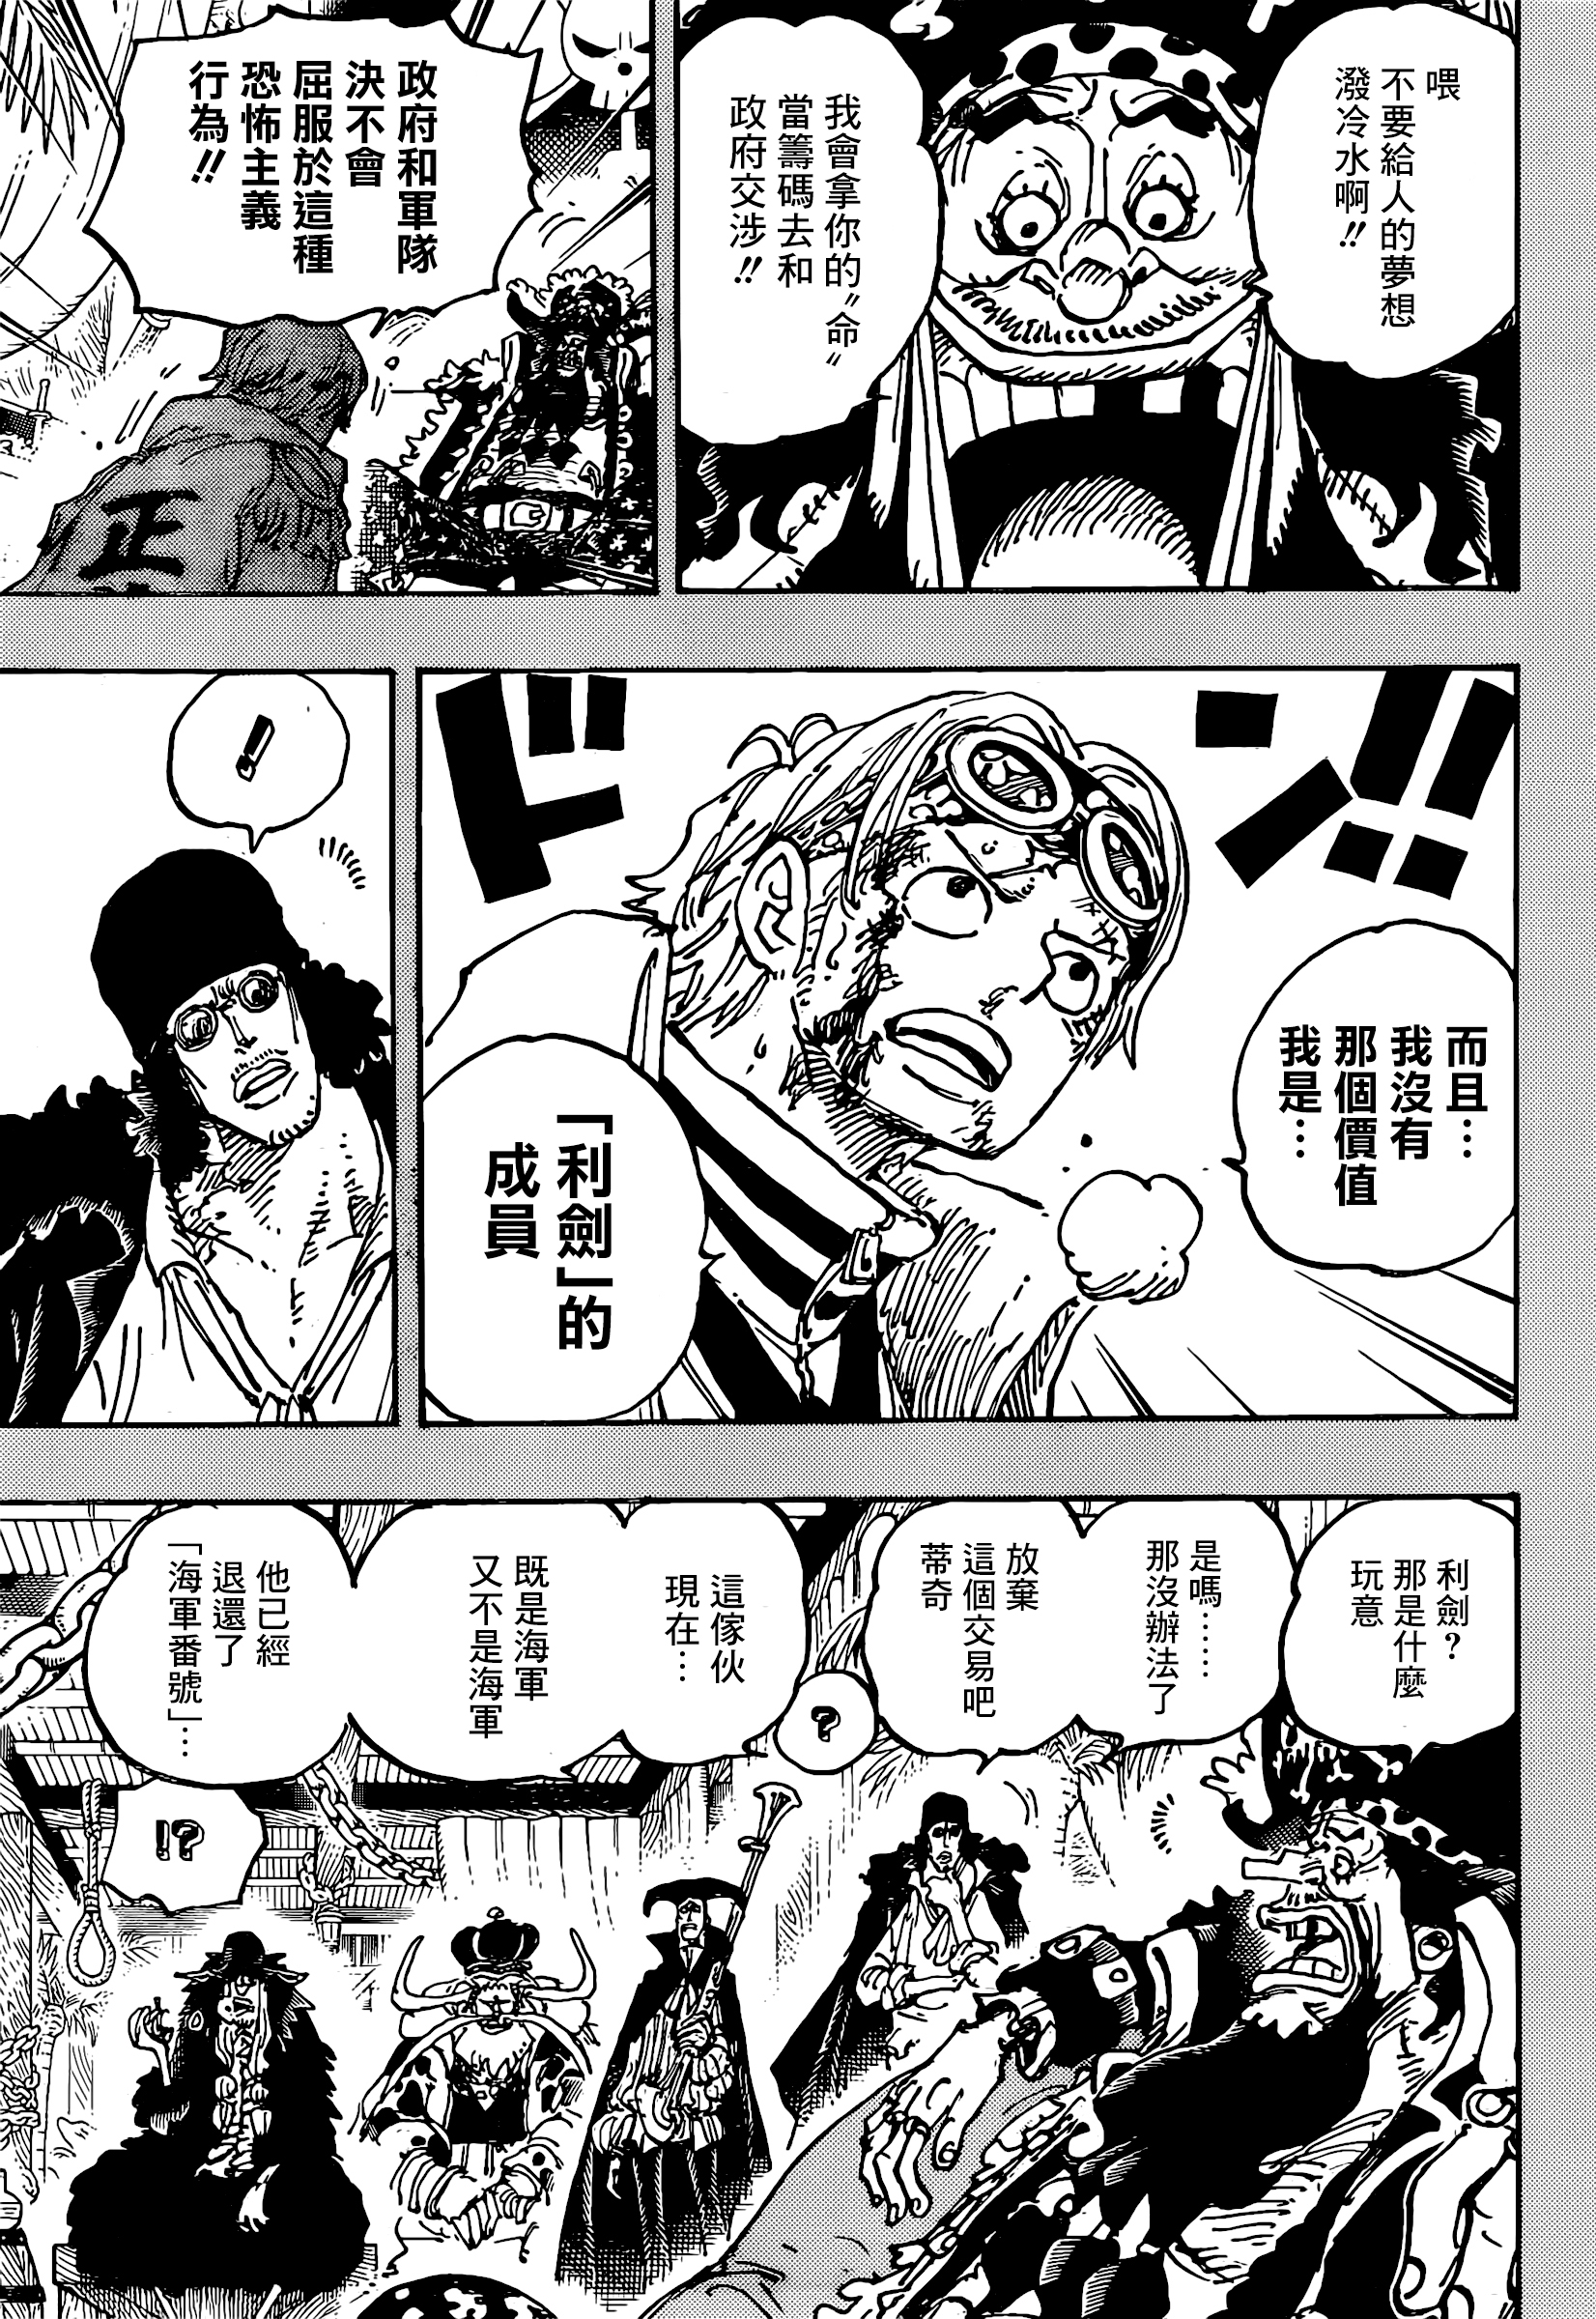 喂
不要給人的夢想
潑冷水啊!!
我會拿你的"命"
當籌碼去和
政府交涉!!
政府和軍隊
決不會
屈服於這種
恐怖主義
行為!!
正
ドン!!
而且…
我沒有
那個價值
我是…
「利劍」的
成員
!
利劍?
那是什麼
玩意
是嗎……
那沒辦法了
放棄
這個交易吧
蒂奇
?
這傢伙
現在…
既是海軍
又不是海軍
他已經
退還了
「海軍番號」…
!?